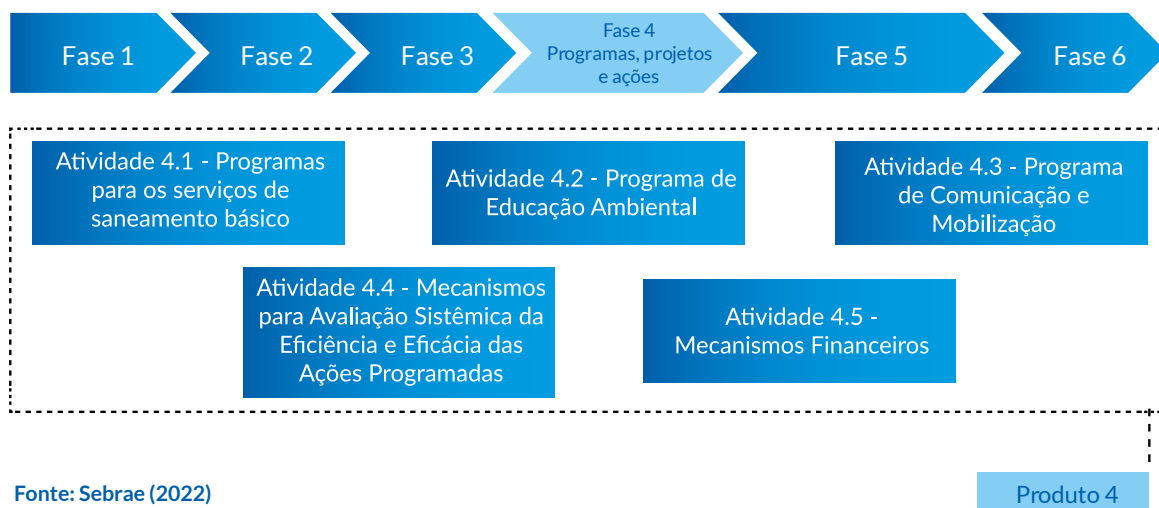 Fase 1
Fase 2
Fase 3
Fase 4
Programas, projetos
e ações
Fase 5
Fase 6
Atividade 4.1 - Programas
para os serviços de
saneamento básico
Atividade 4.2 - Programa de
Educação Ambiental
Atividade 4.3 - Programa
de Comunicação e
Mobilização
Atividade 4.4 - Mecanismos
para Avaliação Sistêmica da
Eficiência e Eficácia das
Ações Programadas
Atividade 4.5 -
Mecanismos Financeiros
Fonte: Sebrae (2022)
Produto 4